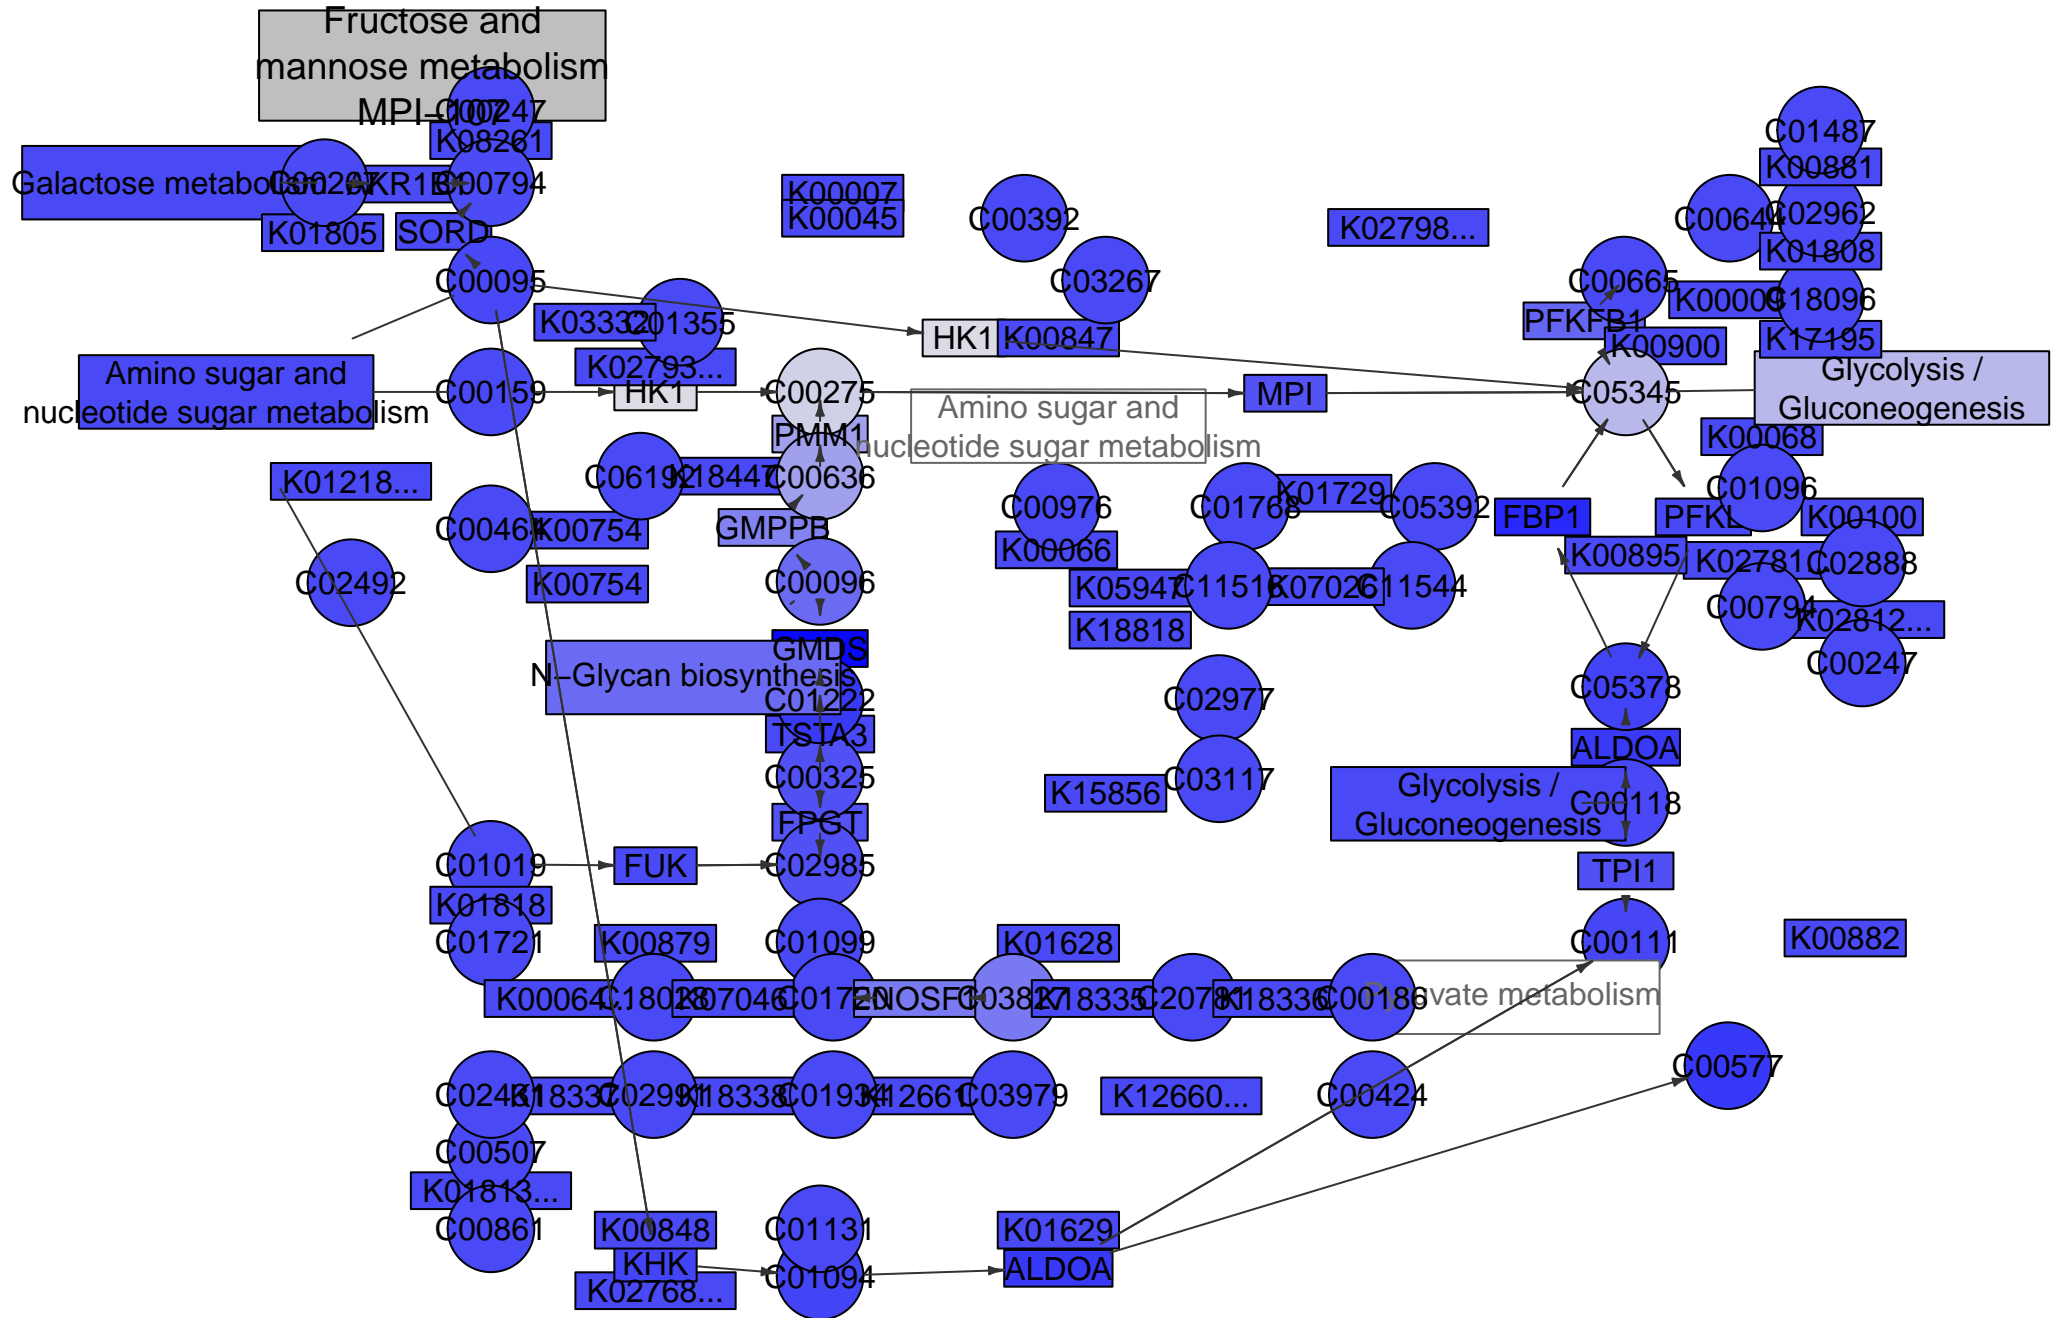 Fructose and
mannose metabolism
MPI−107
C00247
K08261
C01487
K00881
Galactose metabolism
C00267
AKR1B1
C00794
K00007
K00045
C00392
K02798...
C00644
C02962
K01805
SORD
K01808
C00095
C03267
C00665
K00009
C18096
K03332
C01355
HK1
K00847
PFKFB1
K00900
K17195
K02793...
Amino sugar and
nucleotide sugar metabolism
C00159
HK1
C00275
MPI
C05345
Glycolysis /
Gluconeogenesis
Amino sugar and
nucleotide sugar metabolism
PMM1
K00068
K01218...
C06192
K18447
C00636
C00976
C01768
K01729
C05392
C01096
C00464
K00754
GMPPB
K00066
FBP1
PFKL
K00100
K00895
K02781...
C02888
C02492
K00754
C00096
K05947
C11516
K07026
C11544
C00794
K02812...
K18818
GMDS
N−Glycan biosynthesis
C01222
C02977
C05378
C00247
TSTA3
ALDOA
C00325
K15856
C03117
Glycolysis /
Gluconeogenesis
C00118
FPGT
C01019
FUK
C02985
TPI1
K01818
C01721
K00879
C01099
K01628
C00111
K00882
K00064...
C18028
K07046
C01720
ENOSF1
C03827
K18335
C20781
K18336
C00186
Pyruvate metabolism
C00577
C02431
K18337
C02991
K18338
C01934
K12661
C03979
K12660...
C00424
C00507
K01813...
C00861
K00848
C01131
K01629
KHK
C01094
ALDOA
K02768...